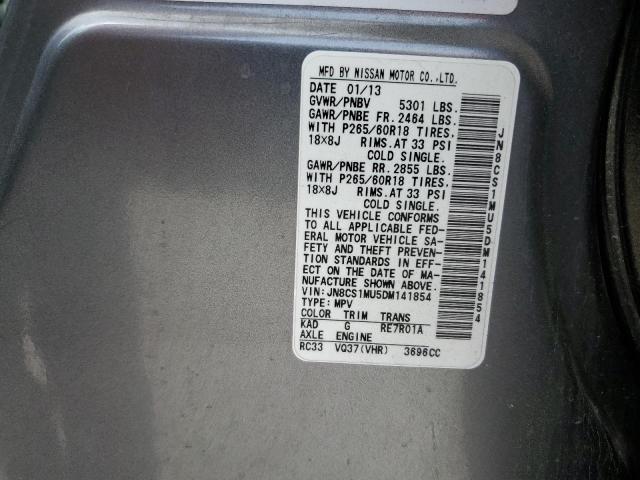 MFD BY NISSAN MOTOR CO.,LTD.
DATE 01/13
GVWR/PNBV 5301 LBS.
GAWR/PNBE FR. 2464 LBS.
WITH P265/60R18 TIRES.
18×8J RIMS.AT 33 PSI
COLD SINGLE.
GAWR/PNBE RR. 2855 LBS.
WITH P265/60R18 TIRES.
18×8J RIMS.AT 33 PSI
COLD SINGLE.
THIS VEHICLE CONFORMS
TO ALL APPLICABLE FED-
ERAL MOTOR VEHICLE SA-
FETY AND THEFT PREVEN-
TION STANDARDS IN EFF-
ECT ON THE DATE OF MA-
NUFACTURE SHOWN ABOVE.
VIN:JN8CS1MU5DM141854
TYPE:MPV
COLOR TRIM TRANS
KAD G RE7R01A
AXLE ENGINE
RC33 VQ37(VHR) 3696CC
JN8CS1MU5DM141854